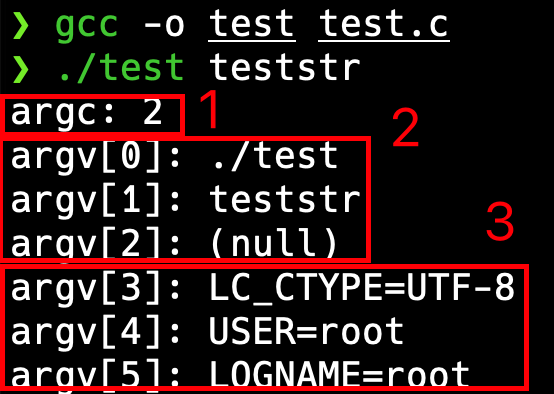 ❯ gcc -o test test.c
❯ ./test teststr
argc: 2 1
argv[0]: ./test 2
argv[1]: teststr
argv[2]: (null) 3
argv[3]: LC_CTYPE=UTF-8
argv[4]: USER=root
argv[5]: LOGNAME=root